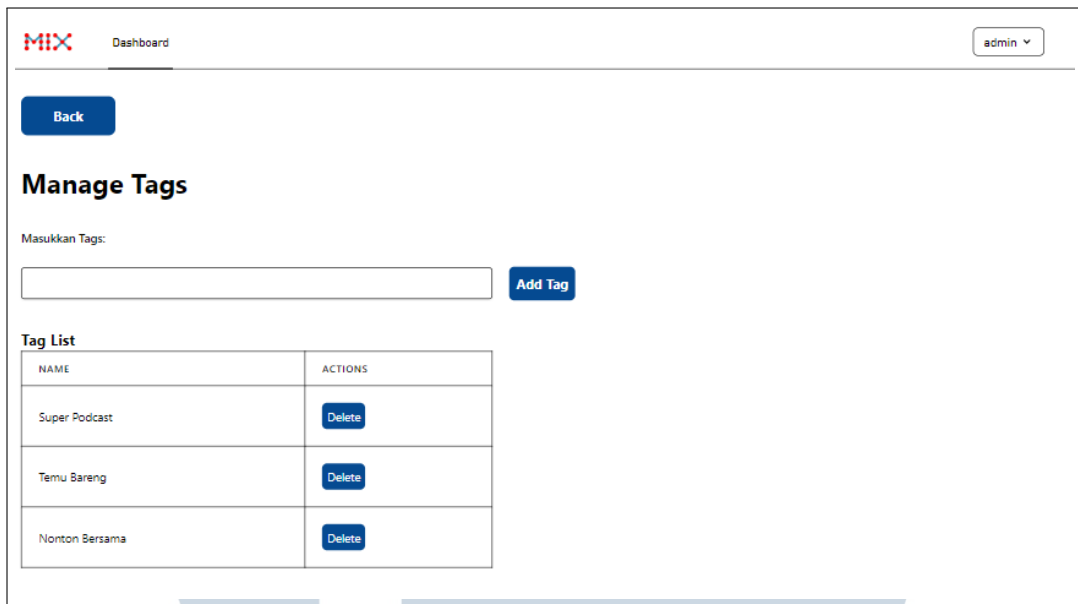 MIX Dashboard admin
Back
Manage Tags
Masukkan Tags:
Add Tag
Tag List
NAME ACTIONS
Super Podcast Delete
Temu Bareng Delete
Nonton Bersama Delete